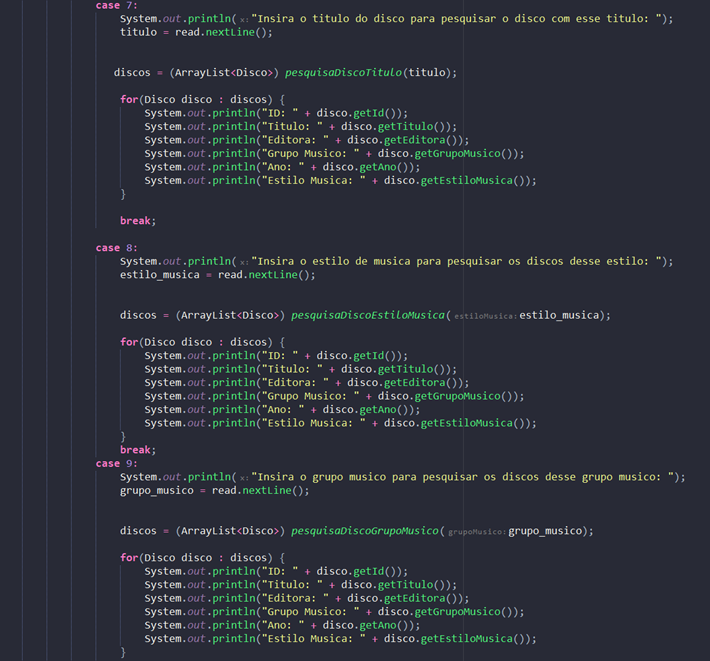 case 7:
System.out.println( x: "Insira o titulo do disco para pesquisar o disco com esse titulo: ");
titulo = read.nextLine();
discos = (ArrayList<Disco>) pesquisaDiscoTitulo(titulo);
for(Disco disco : discos) {
System.out.println("ID: " + disco.getId());
System.out.println("Titulo: " + disco.getTitulo());
System.out.println("Editora: " + disco.getEditora());
System.out.println("Grupo Musico: " + disco.getGrupoMusico());
System.out.println("Ano: " + disco.getAno());
System.out.println("Estilo Musica: " + disco.getEstiloMusica());
}
break;
case 8:
System.out.println( x: "Insira o estilo de musica para pesquisar os discos desse estilo: ");
estilo_musica = read.nextLine();
discos = (ArrayList<Disco>) pesquisaDiscoEstiloMusica( estiloMusica: estilo_musica);
for(Disco disco : discos) {
System.out.println("ID: " + disco.getId());
System.out.println("Titulo: " + disco.getTitulo());
System.out.println("Editora: " + disco.getEditora());
System.out.println("Grupo Musico: " + disco.getGrupoMusico());
System.out.println("Ano: " + disco.getAno());
System.out.println("Estilo Musica: " + disco.getEstiloMusica());
}
break;
case 9:
System.out.println( x: "Insira o grupo musico para pesquisar os discos desse grupo musico: ");
grupo_musico = read.nextLine();
discos = (ArrayList<Disco>) pesquisaDiscoGrupoMusico( grupoMusico: grupo_musico);
for(Disco disco : discos) {
System.out.println("ID: " + disco.getId());
System.out.println("Titulo: " + disco.getTitulo());
System.out.println("Editora: " + disco.getEditora());
System.out.println("Grupo Musico: " + disco.getGrupoMusico());
System.out.println("Ano: " + disco.getAno());
System.out.println("Estilo Musica: " + disco.getEstiloMusica());
}